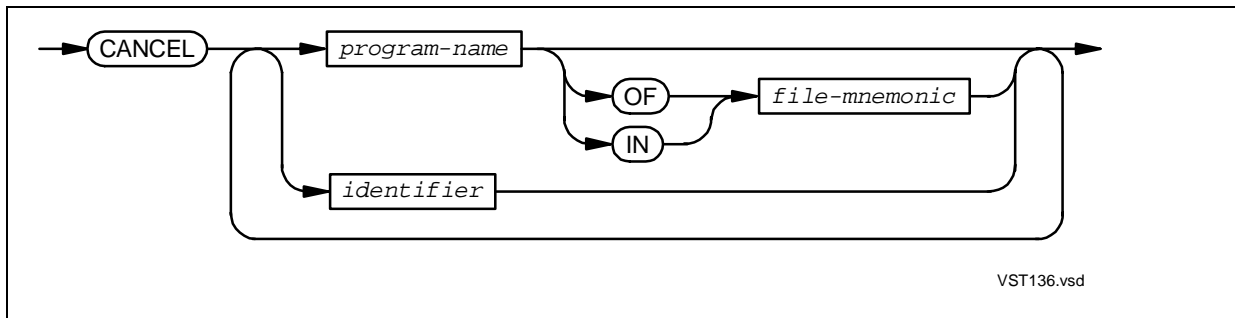 CANCEL
program-name
OF
file-mnemonic
IN
identifier
VST136.vsd